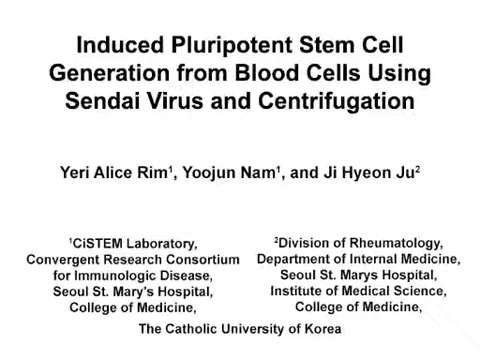 Induced Pluripotent Stem Cell
Generation from Blood Cells Using
Sendai Virus and Centrifugation
Yeri Alice Rim¹, Yoojun Nam¹, and Ji Hyeon Ju²
¹CiSTEM Laboratory,
Convergent Research Consortium
for Immunologic Disease,
Seoul St. Mary's Hospital,
College of Medicine,
²Division of Rheumatology,
Department of Internal Medicine,
Seoul St. Marys Hospital,
Institute of Medical Science,
College of Medicine,
The Catholic University of Korea